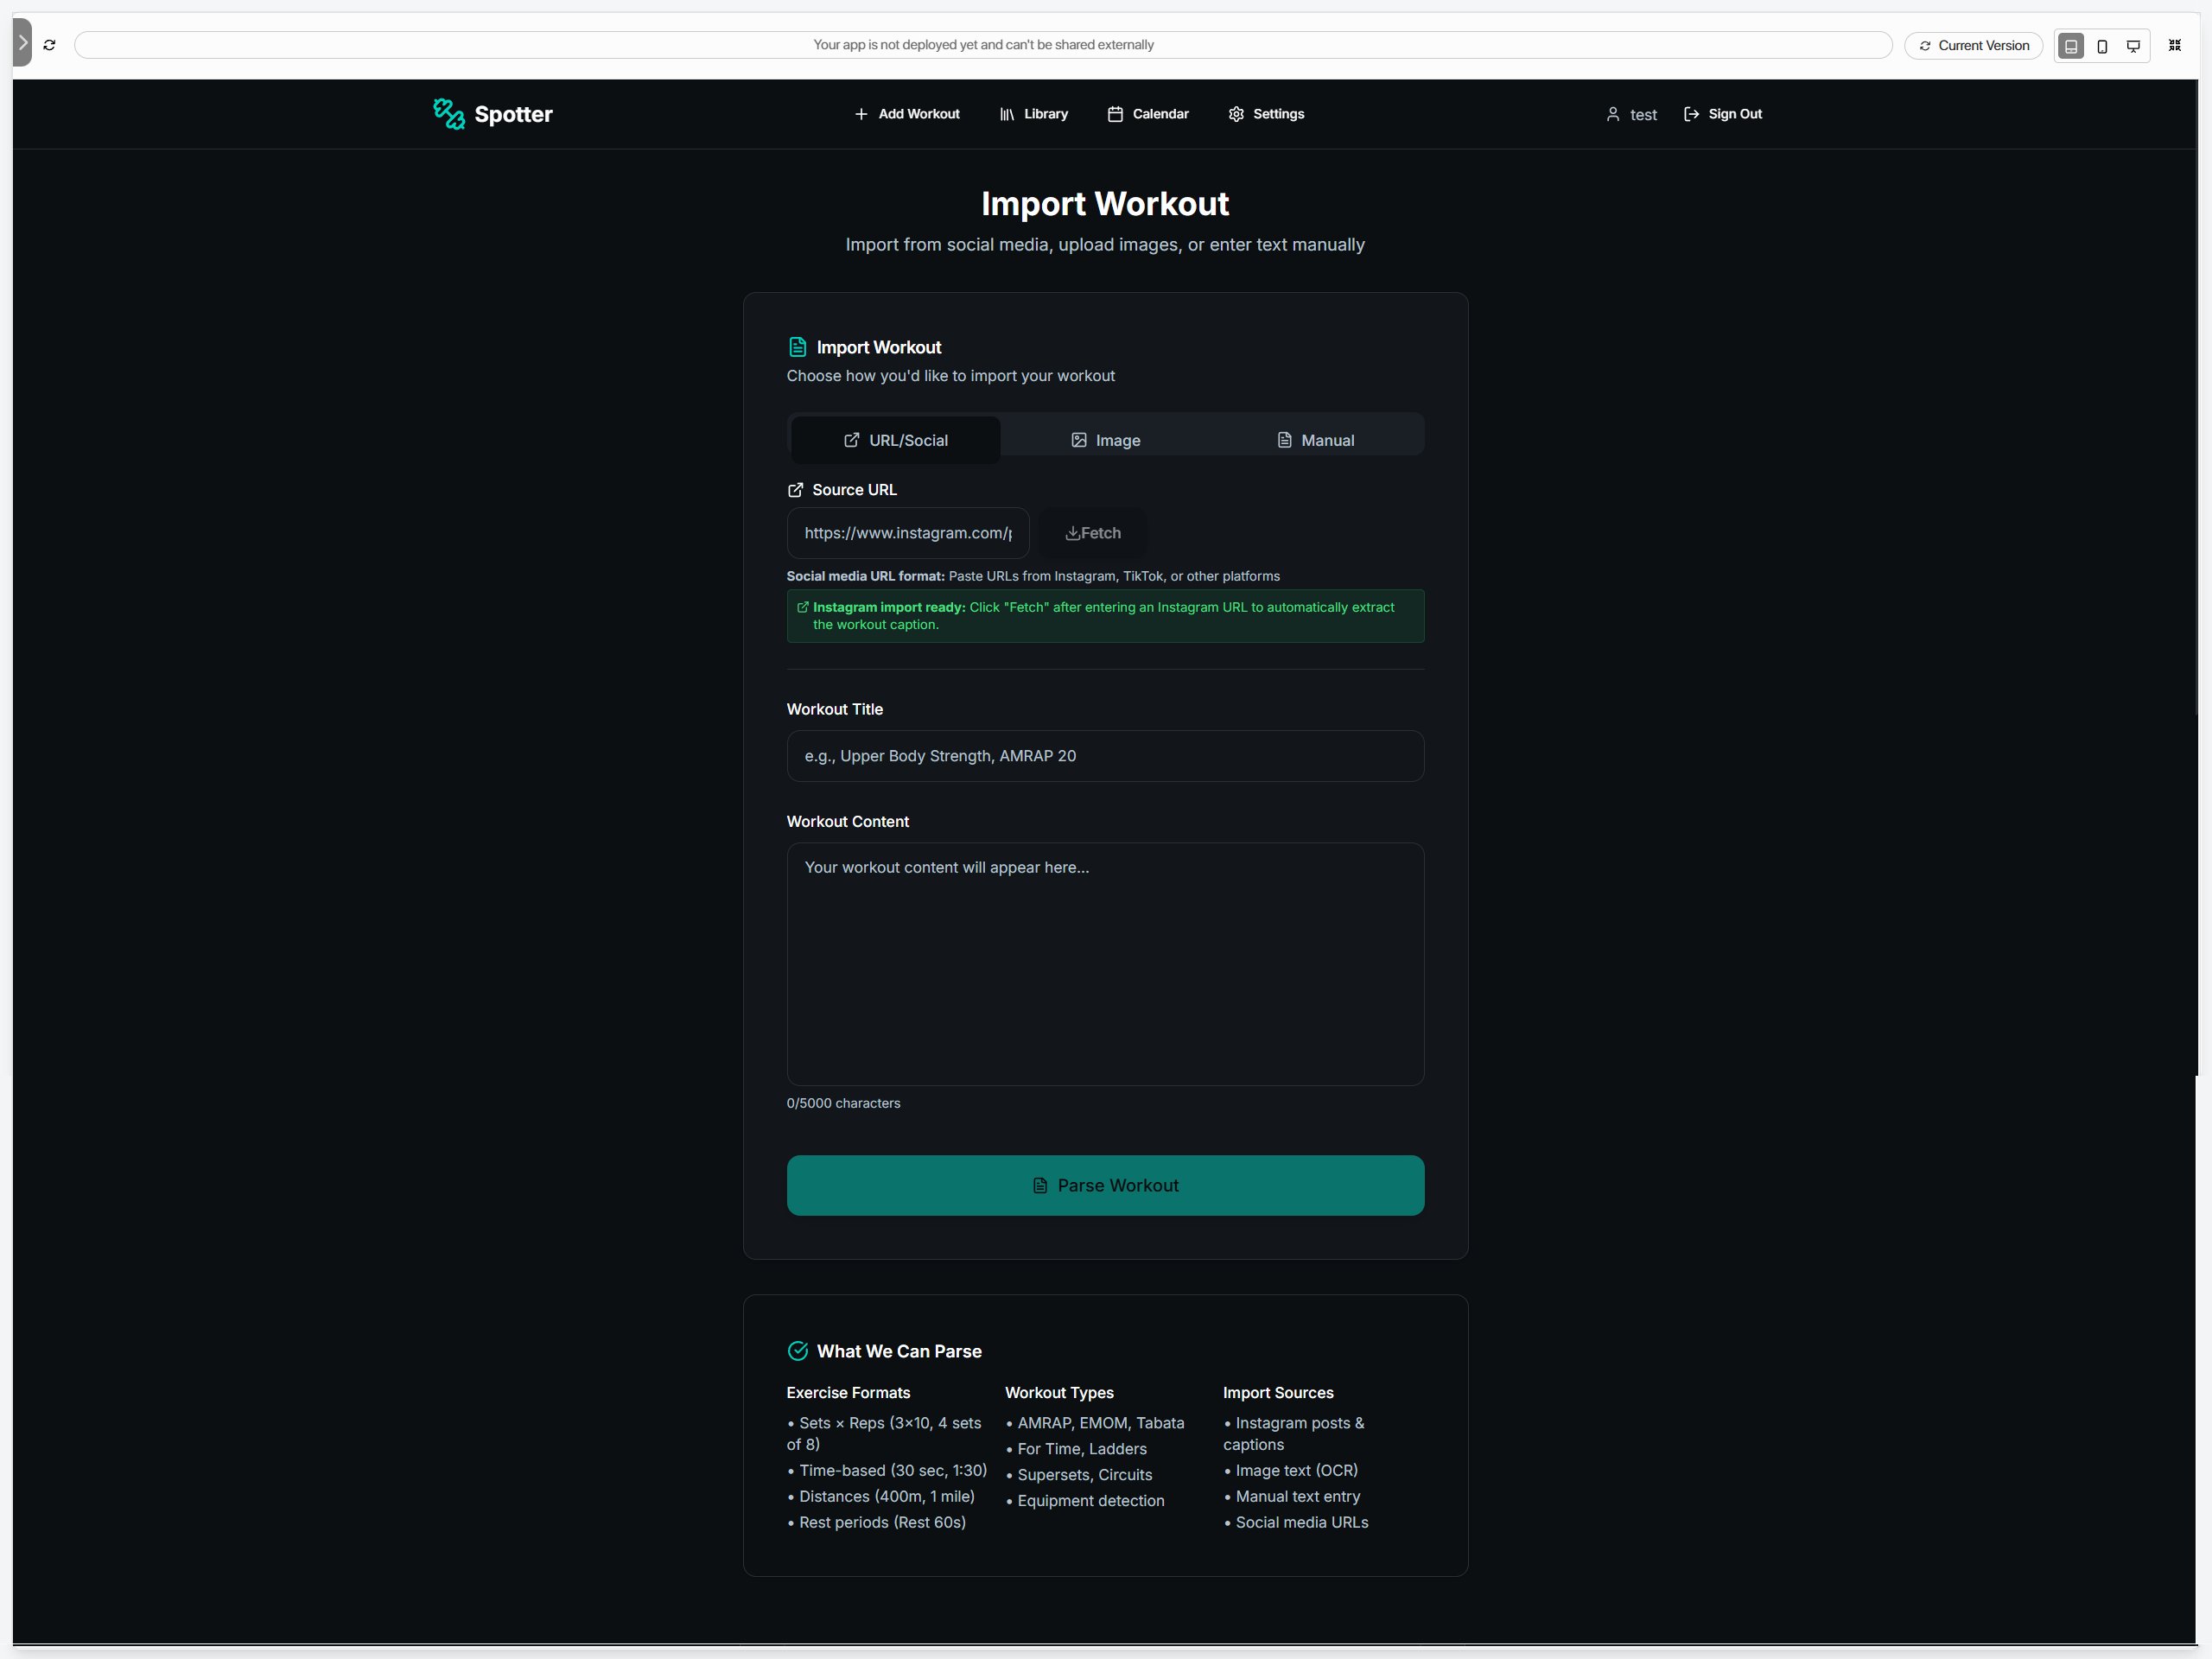 Your app is not deployed yet and can't be shared externally
Current Version
Spotter
Add Workout
Library
Calendar
Settings
test
Sign Out
Import Workout
Import from social media, upload images, or enter text manually
Import Workout
Choose how you'd like to import your workout
URL/Social
Image
Manual
Source URL
https://www.instagram.com/p
Fetch
Social media URL format: Paste URLs from Instagram, TikTok, or other platforms
Instagram import ready: Click "Fetch" after entering an Instagram URL to automatically extract
the workout caption.
Workout Title
e.g., Upper Body Strength, AMRAP 20
Workout Content
Your workout content will appear here...
0/5000 characters
Parse Workout
What We Can Parse
Exercise Formats
• Sets × Reps (3×10, 4 sets
of 8)
• Time-based (30 sec, 1:30)
• Distances (400m, 1 mile)
• Rest periods (Rest 60s)
Workout Types
• AMRAP, EMOM, Tabata
• For Time, Ladders
• Supersets, Circuits
• Equipment detection
Import Sources
• Instagram posts &
captions
• Image text (OCR)
• Manual text entry
• Social media URLs